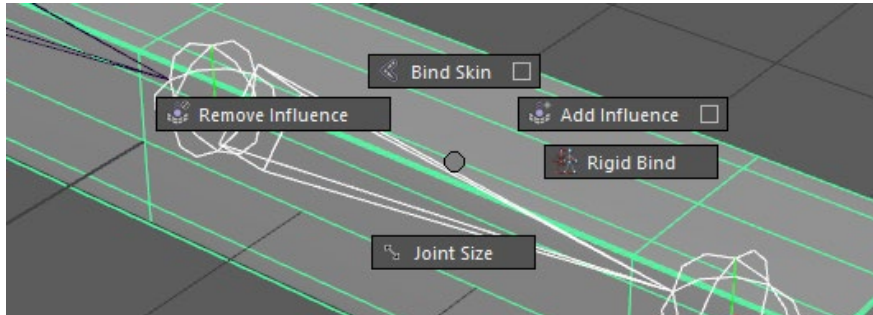 Bind Skin
Remove Influence
Add Influence
Rigid Bind
Joint Size